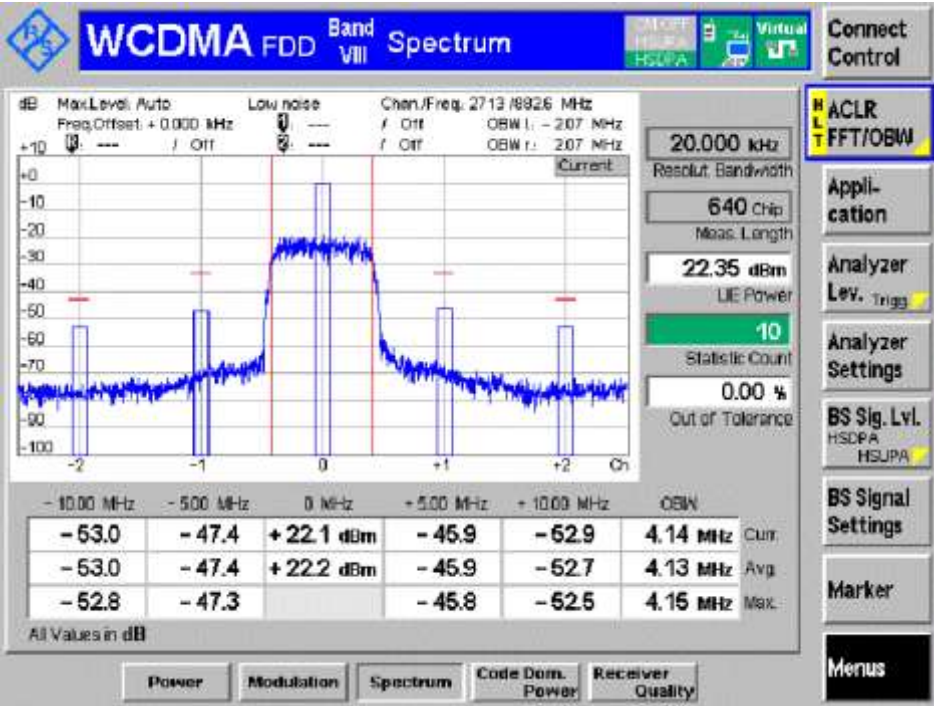 R&S
WCDMA FDD Band VIII Spectrum
HSDPA
Virtual
Connect Control
dB Max.Level: Auto Low noise Chan./Freq.: 2713 /892.6 MHz
Freq.Offset: + 0.000 kHz 1: --- / Off OBW l.: - 2.07 MHz
R: --- / Off 2: --- / Off OBW r.: 2.07 MHz
Current
+10
+0
-10
-20
-30
-40
-50
-60
-70
-90
-100
-2 -1 0 +1 +2 Ch
20.000 kHz
Resolut. Bandwidth
640 Chip
Meas. Length
22.35 dBm
UE Power
10
Statistic Count
0.00 %
Out of Tolerance
- 10.00 MHz - 5.00 MHz 0 MHz + 5.00 MHz + 10.00 MHz OBW
- 53.0 - 47.4 + 22.1 dBm - 45.9 - 52.9 4.14 MHz Curr.
- 53.0 - 47.4 + 22.2 dBm - 45.9 - 52.7 4.13 MHz Avg.
- 52.8 - 47.3 - 45.8 - 52.5 4.15 MHz Max.
All Values in dB
HLT
ACLR
FFT/OBW
Appli-
cation
Analyzer
Lev. Trigg.
Analyzer
Settings
BS Sig. Lvl.
HSDPA
HSUPA
BS Signal
Settings
Marker
Menus
Power Modulation Spectrum Code Dom. Power Receiver Quality